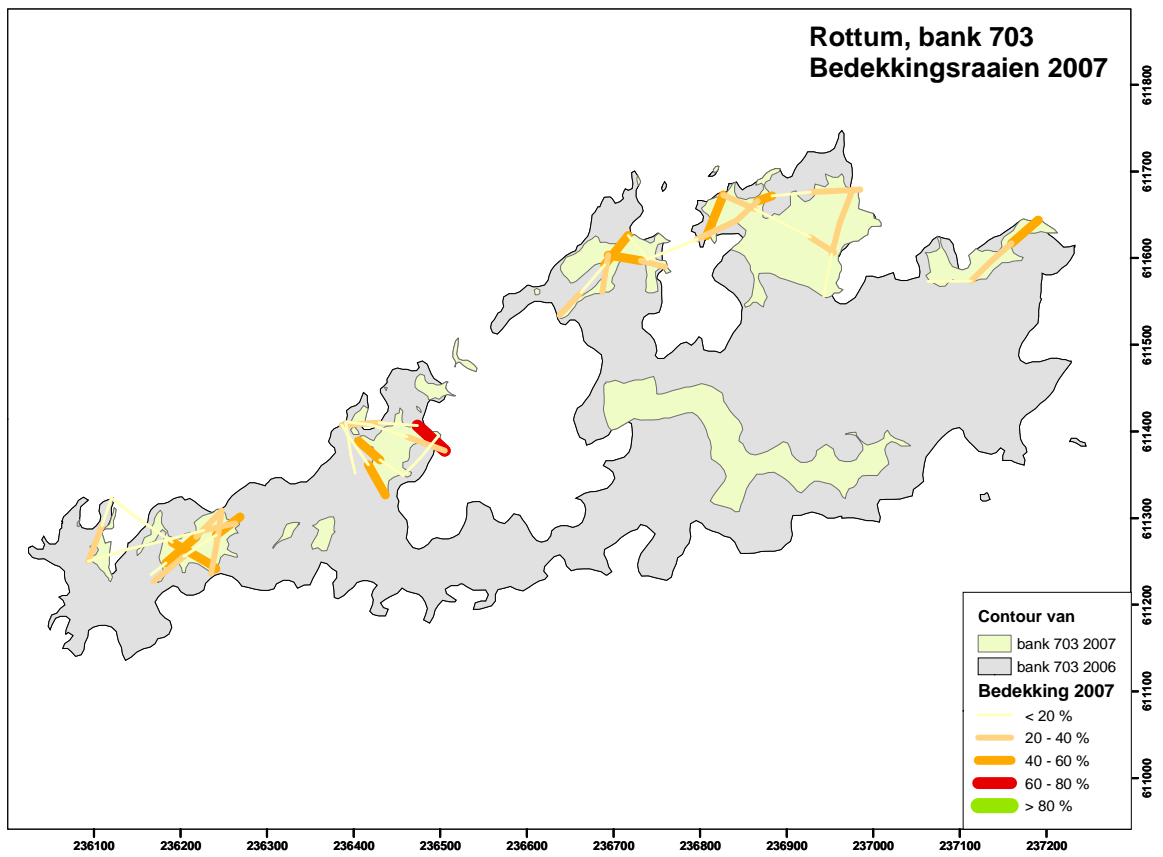 Rottum, bank 703
Bedekkingsraaien 2007
611800
611700
611600
611500
611400
611300
611200
611100
611000
Contour van
bank 703 2007
bank 703 2006
Bedekking 2007
< 20 %
20 - 40 %
40 - 60 %
60 - 80 %
> 80 %
236100 236200 236300 236400 236500 236600 236700 236800 236900 237000 237100 237200